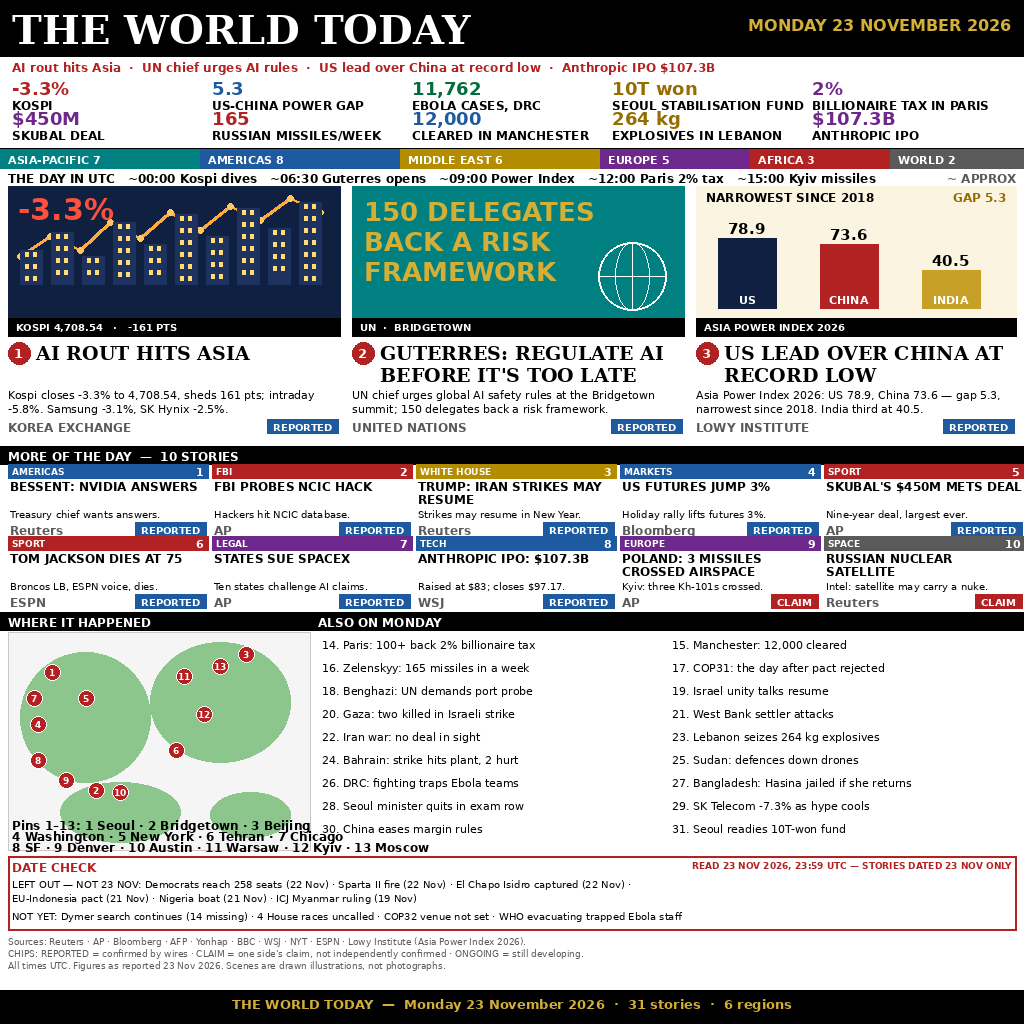 THE WORLD TODAY
MONDAY 23 NOVEMBER 2026
AI rout hits Asia · UN chief urges AI rules · US lead over China at record low · Anthropic IPO $107.3B
-3.3%
KOSPI
5.3
US-CHINA POWER GAP
11,762
EBOLA CASES, DRC
10T won
SEOUL STABILISATION FUND
2%
BILLIONAIRE TAX IN PARIS
$450M
SKUBAL DEAL
165
RUSSIAN MISSILES/WEEK
12,000
CLEARED IN MANCHESTER
264 kg
EXPLOSIVES IN LEBANON
$107.3B
ANTHROPIC IPO
ASIA-PACIFIC 7
AMERICAS 8
MIDDLE EAST 6
EUROPE 5
AFRICA 3
WORLD 2
THE DAY IN UTC ~00:00 Kospi dives ~06:30 Guterres opens ~09:00 Power Index ~12:00 Paris 2% tax ~15:00 Kyiv missiles ~ APPROX
-3.3%
KOSPI 4,708.54 · -161 PTS
150 DELEGATES
BACK A RISK
FRAMEWORK
UN · BRIDGETOWN
NARROWEST SINCE 2018
GAP 5.3
78.9
73.6
40.5
US
CHINA
INDIA
ASIA POWER INDEX 2026
1 AI ROUT HITS ASIA
Kospi closes -3.3% to 4,708.54, sheds 161 pts; intraday
-5.8%. Samsung -3.1%, SK Hynix -2.5%.
KOREA EXCHANGE
REPORTED
2 GUTERRES: REGULATE AI
BEFORE IT'S TOO LATE
UN chief urges global AI safety rules at the Bridgetown
summit; 150 delegates back a risk framework.
UNITED NATIONS
REPORTED
3 US LEAD OVER CHINA AT
RECORD LOW
Asia Power Index 2026: US 78.9, China 73.6 — gap 5.3,
narrowest since 2018. India third at 40.5.
LOWY INSTITUTE
REPORTED
MORE OF THE DAY — 10 STORIES
AMERICAS 1
BESSENT: NVIDIA ANSWERS
Treasury chief wants answers.
Reuters
REPORTED
FBI 2
FBI PROBES NCIC HACK
Hackers hit NCIC database.
AP
REPORTED
WHITE HOUSE 3
TRUMP: IRAN STRIKES MAY
RESUME
Strikes may resume in New Year.
Reuters
REPORTED
MARKETS 4
US FUTURES JUMP 3%
Holiday rally lifts futures 3%.
Bloomberg
REPORTED
SPORT 5
SKUBAL'S $450M METS DEAL
Nine-year deal, largest ever.
AP
REPORTED
SPORT 6
TOM JACKSON DIES AT 75
Broncos LB, ESPN voice, dies.
ESPN
REPORTED
LEGAL 7
STATES SUE SPACEX
Ten states challenge AI claims.
AP
REPORTED
TECH 8
ANTHROPIC IPO: $107.3B
Raised at $83; closes $97.17.
WSJ
REPORTED
EUROPE 9
POLAND: 3 MISSILES
CROSSED AIRSPACE
Kyiv: three Kh-101s crossed.
AP
CLAIM
SPACE 10
RUSSIAN NUCLEAR
SATELLITE
Intel: satellite may carry a nuke.
Reuters
CLAIM
WHERE IT HAPPENED
1
3
13
11
7
5
12
4
6
8
9
2
10
Pins 1–13: 1 Seoul · 2 Bridgetown · 3 Beijing
4 Washington · 5 New York · 6 Tehran · 7 Chicago
8 SF · 9 Denver · 10 Austin · 11 Warsaw · 12 Kyiv · 13 Moscow
ALSO ON MONDAY
14. Paris: 100+ back 2% billionaire tax
15. Manchester: 12,000 cleared
16. Zelenskyy: 165 missiles in a week
17. COP31: the day after pact rejected
18. Benghazi: UN demands port probe
19. Israel unity talks resume
20. Gaza: two killed in Israeli strike
21. West Bank settler attacks
22. Iran war: no deal in sight
23. Lebanon seizes 264 kg explosives
24. Bahrain: strike hits plant, 2 hurt
25. Sudan: defences down drones
26. DRC: fighting traps Ebola teams
27. Bangladesh: Hasina jailed if she returns
28. Seoul minister quits in exam row
29. SK Telecom -7.3% as hype cools
30. China eases margin rules
31. Seoul readies 10T-won fund
DATE CHECK
READ 23 NOV 2026, 23:59 UTC — STORIES DATED 23 NOV ONLY
LEFT OUT — NOT 23 NOV: Democrats reach 258 seats (22 Nov) · Sparta II fire (22 Nov) · El Chapo Isidro captured (22 Nov) ·
EU-Indonesia pact (21 Nov) · Nigeria boat (21 Nov) · ICJ Myanmar ruling (19 Nov)
NOT YET: Dymer search continues (14 missing) · 4 House races uncalled · COP32 venue not set · WHO evacuating trapped Ebola staff
Sources: Reuters · AP · Bloomberg · AFP · Yonhap · BBC · WSJ · NYT · ESPN · Lowy Institute (Asia Power Index 2026).
CHIPS: REPORTED = confirmed by wires · CLAIM = one side's claim, not independently confirmed · ONGOING = still developing.
All times UTC. Figures as reported 23 Nov 2026. Scenes are drawn illustrations, not photographs.
THE WORLD TODAY — Monday 23 November 2026 · 31 stories · 6 regions